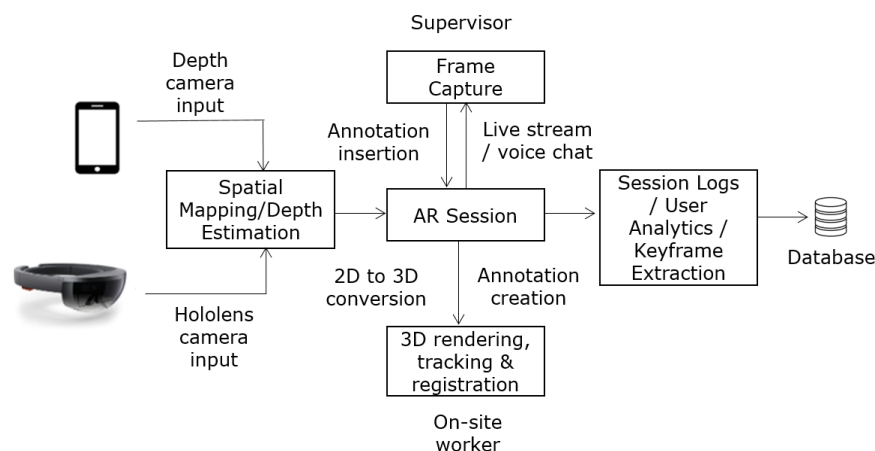 Supervisor
Depth
camera
input
Frame
Capture
Annotation
insertion
Live stream
/ voice chat
Spatial
Mapping/Depth
Estimation
AR Session
Session Logs
/ User
Analytics /
Keyframe
Extraction
Database
Hololens
camera
input
2D to 3D
conversion
Annotation
creation
3D rendering,
tracking &
registration
On-site
worker